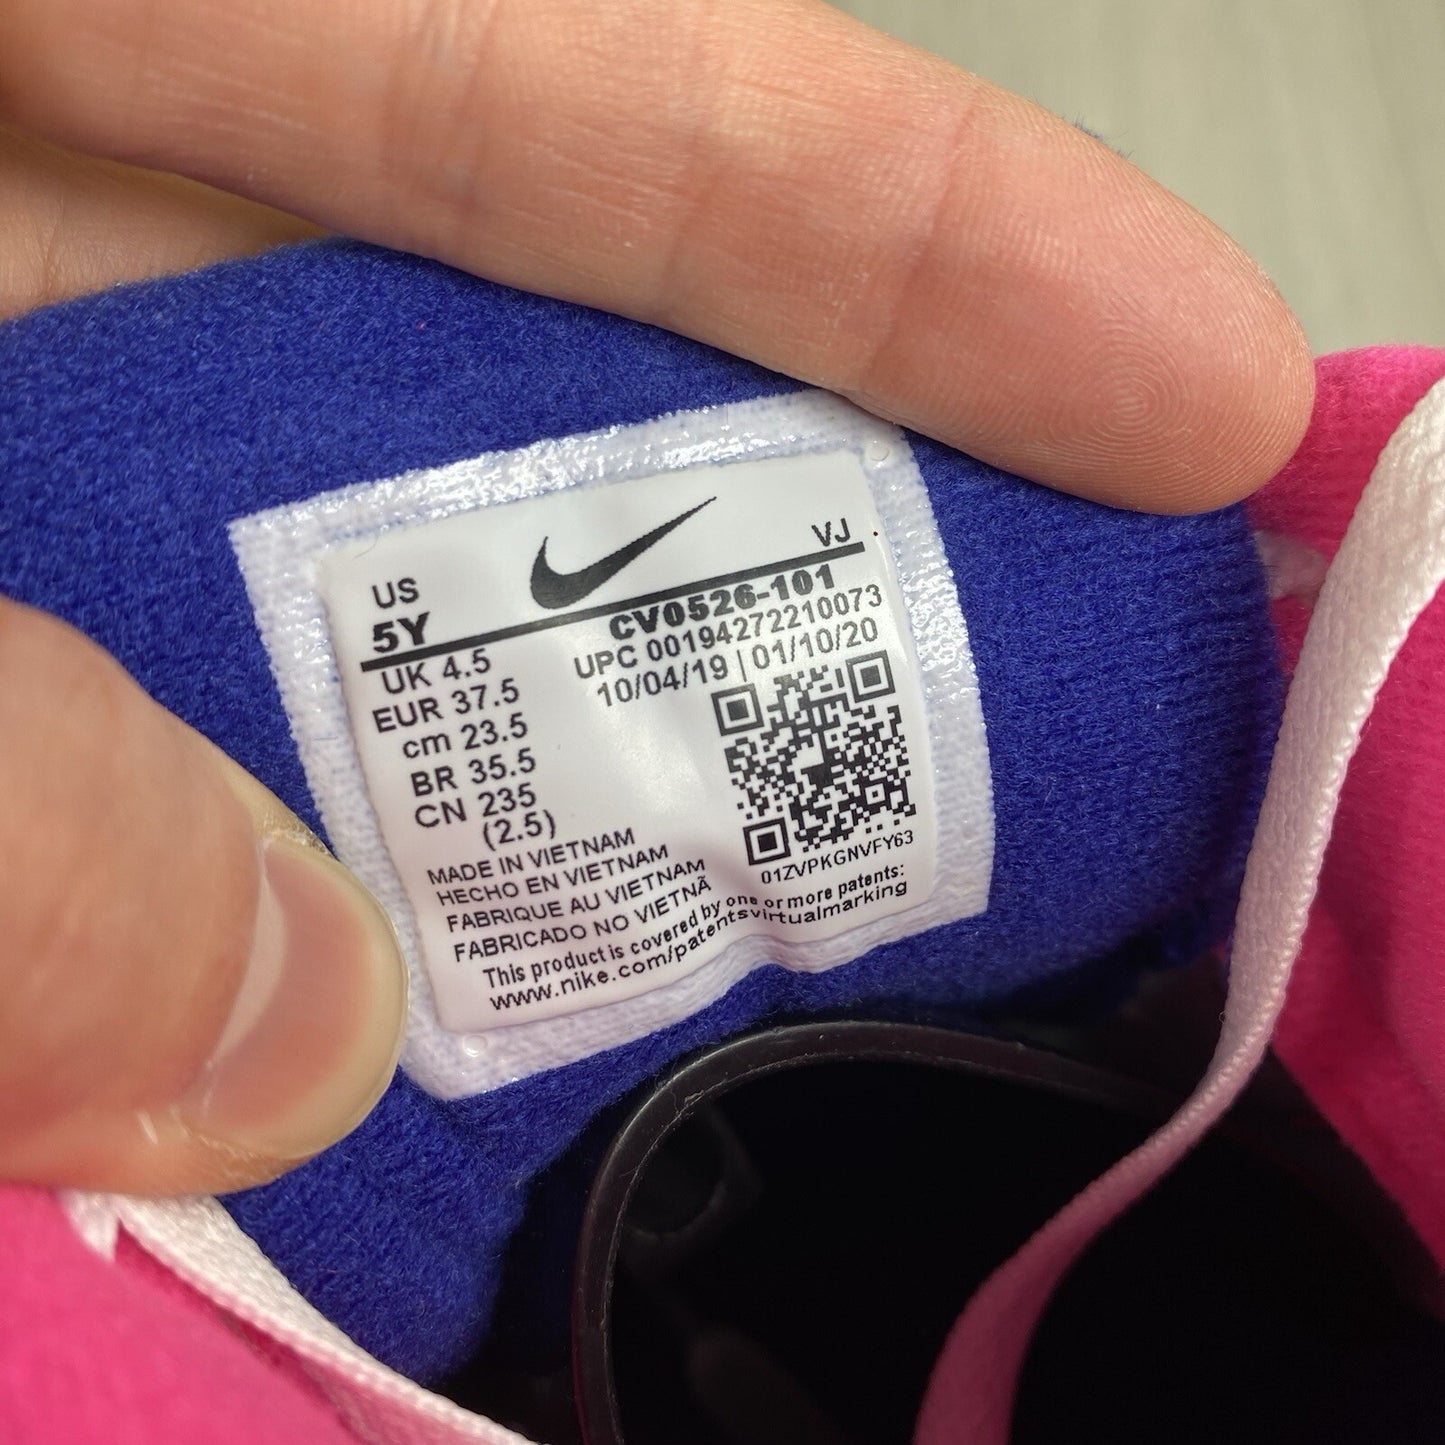 US
5Y
VJ
CV0526-101
UPC 00194272210073
10/04/19 | 01/10/20
UK 4.5
EUR 37.5
cm 23.5
BR 35.5
CN 235
(2.5)
01ZVPKGNVFY63
MADE IN VIETNAM
HECHO EN VIETNAM
FABRIQUE AU VIETNAM
FABRICADO NO VIETNÃ
This product is covered by one or more patents:
www.nike.com/patentsvirtualmarking